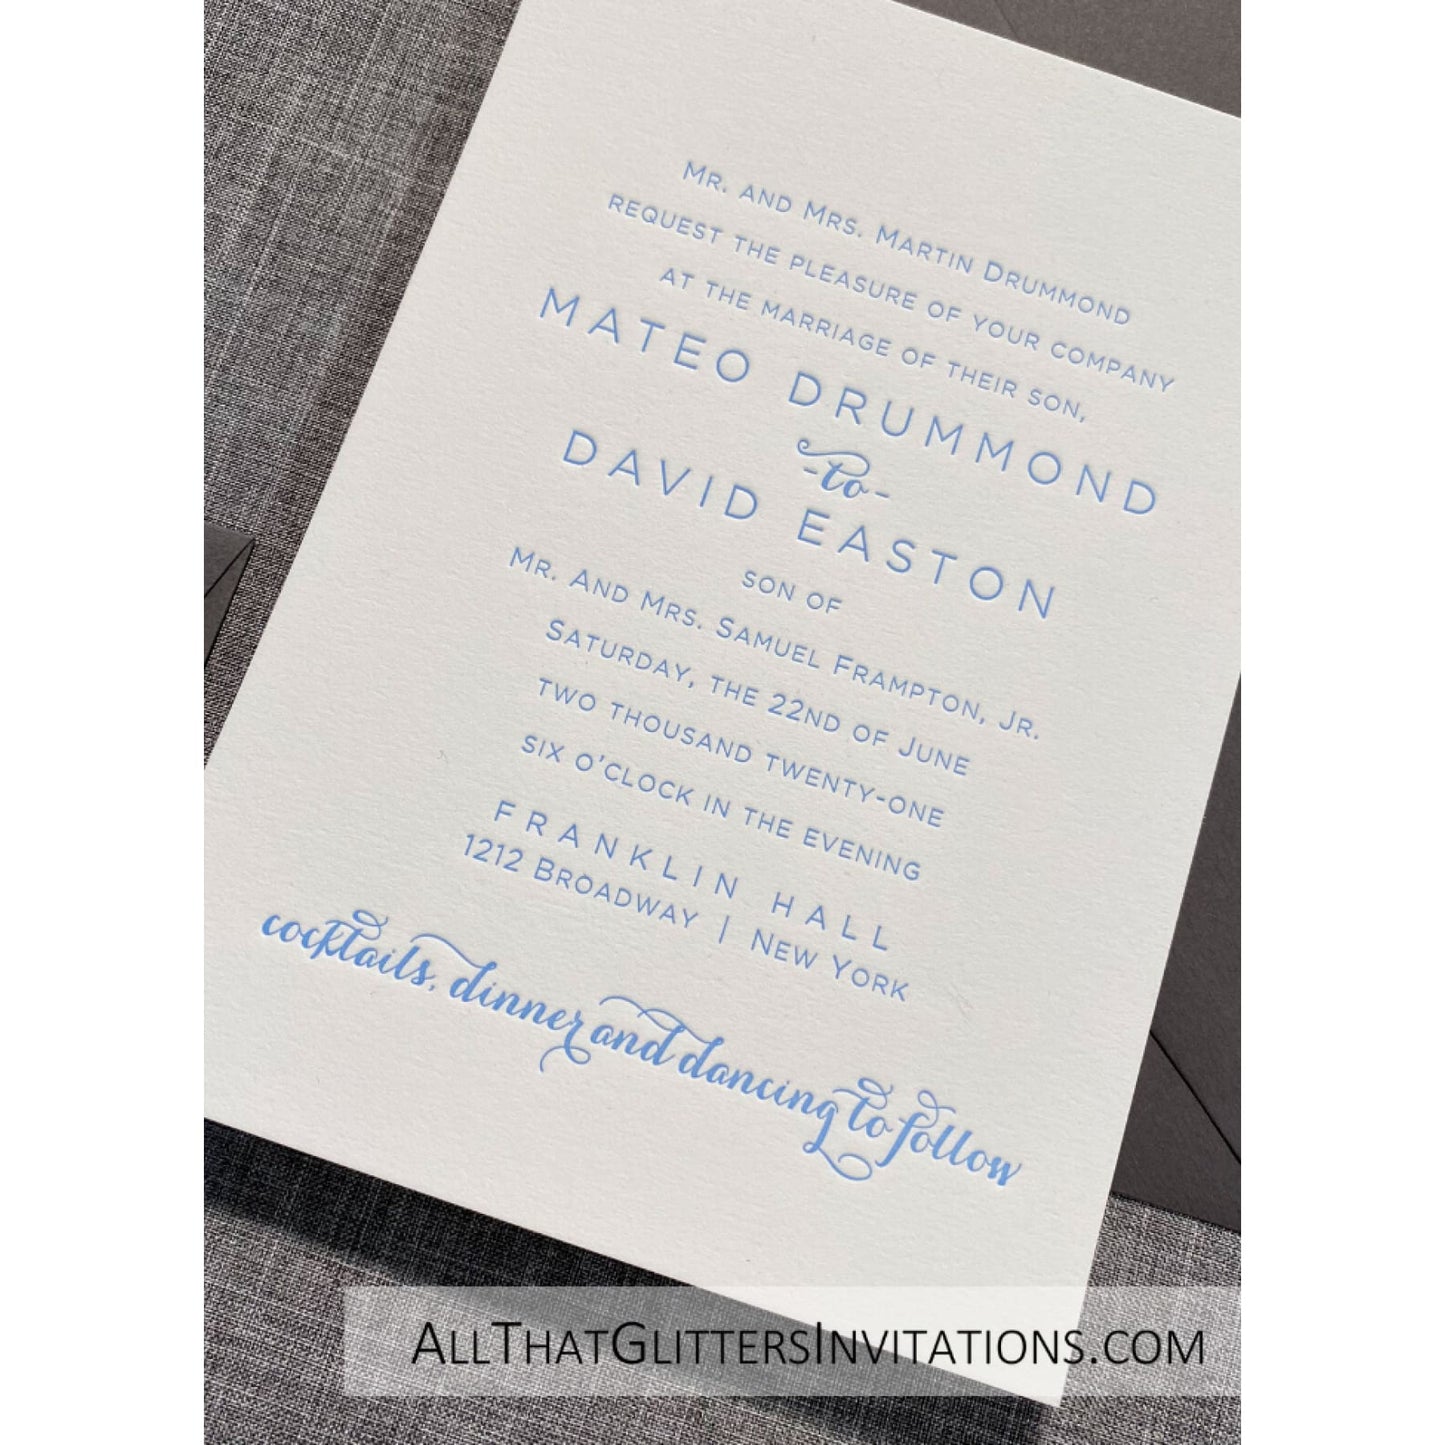 Mr. and Mrs. Martin Drummond
request the pleasure of your company
at the marriage of their son,
MATEO DRUMMOND
-to-
DAVID EASTON
son of
Mr. And Mrs. Samuel Frampton, Jr.
Saturday, the 22nd of June
two thousand twenty-one
six o'clock in the evening
FRANKLIN HALL
1212 Broadway | New York
cocktails, dinner and dancing to follow
AllThatGlittersInvitations.com